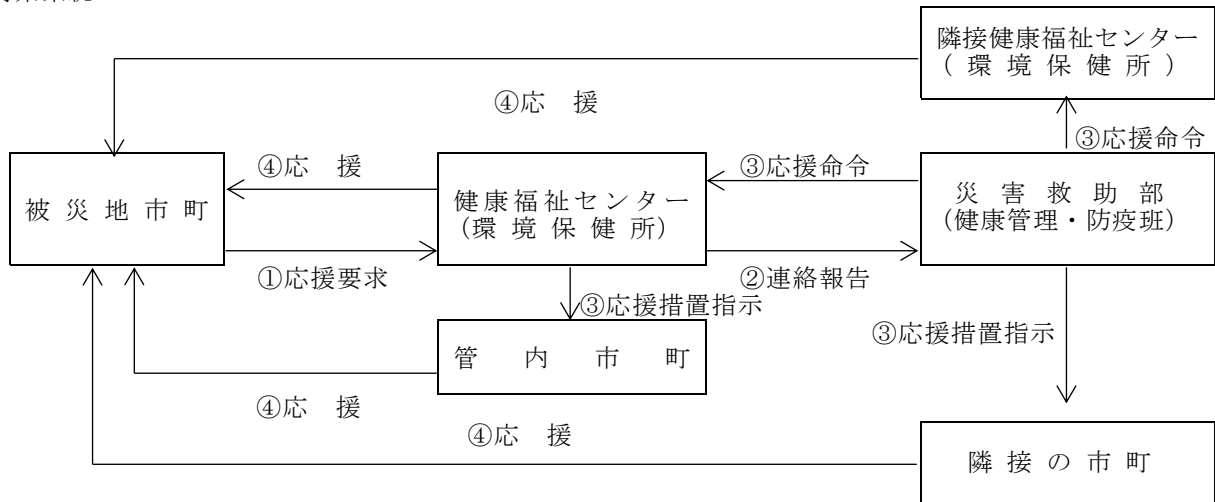 隣接健康福祉センター
(環境保健所)
④応　援
③応援命令
④応　援
③応援命令
被災地市町
健康福祉センター
(環境保健所)
災害救助部
(健康管理・防疫班)
①応援要求
②連絡報告
③応援措置指示
③応援措置指示
管内市町
④応　援
④応　援
隣接の市町